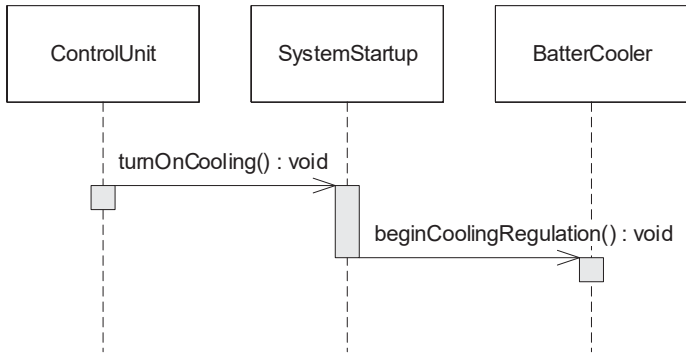 ControlUnit
SystemStartup
BatterCooler
turnOnCooling() : void
beginCoolingRegulation() : void